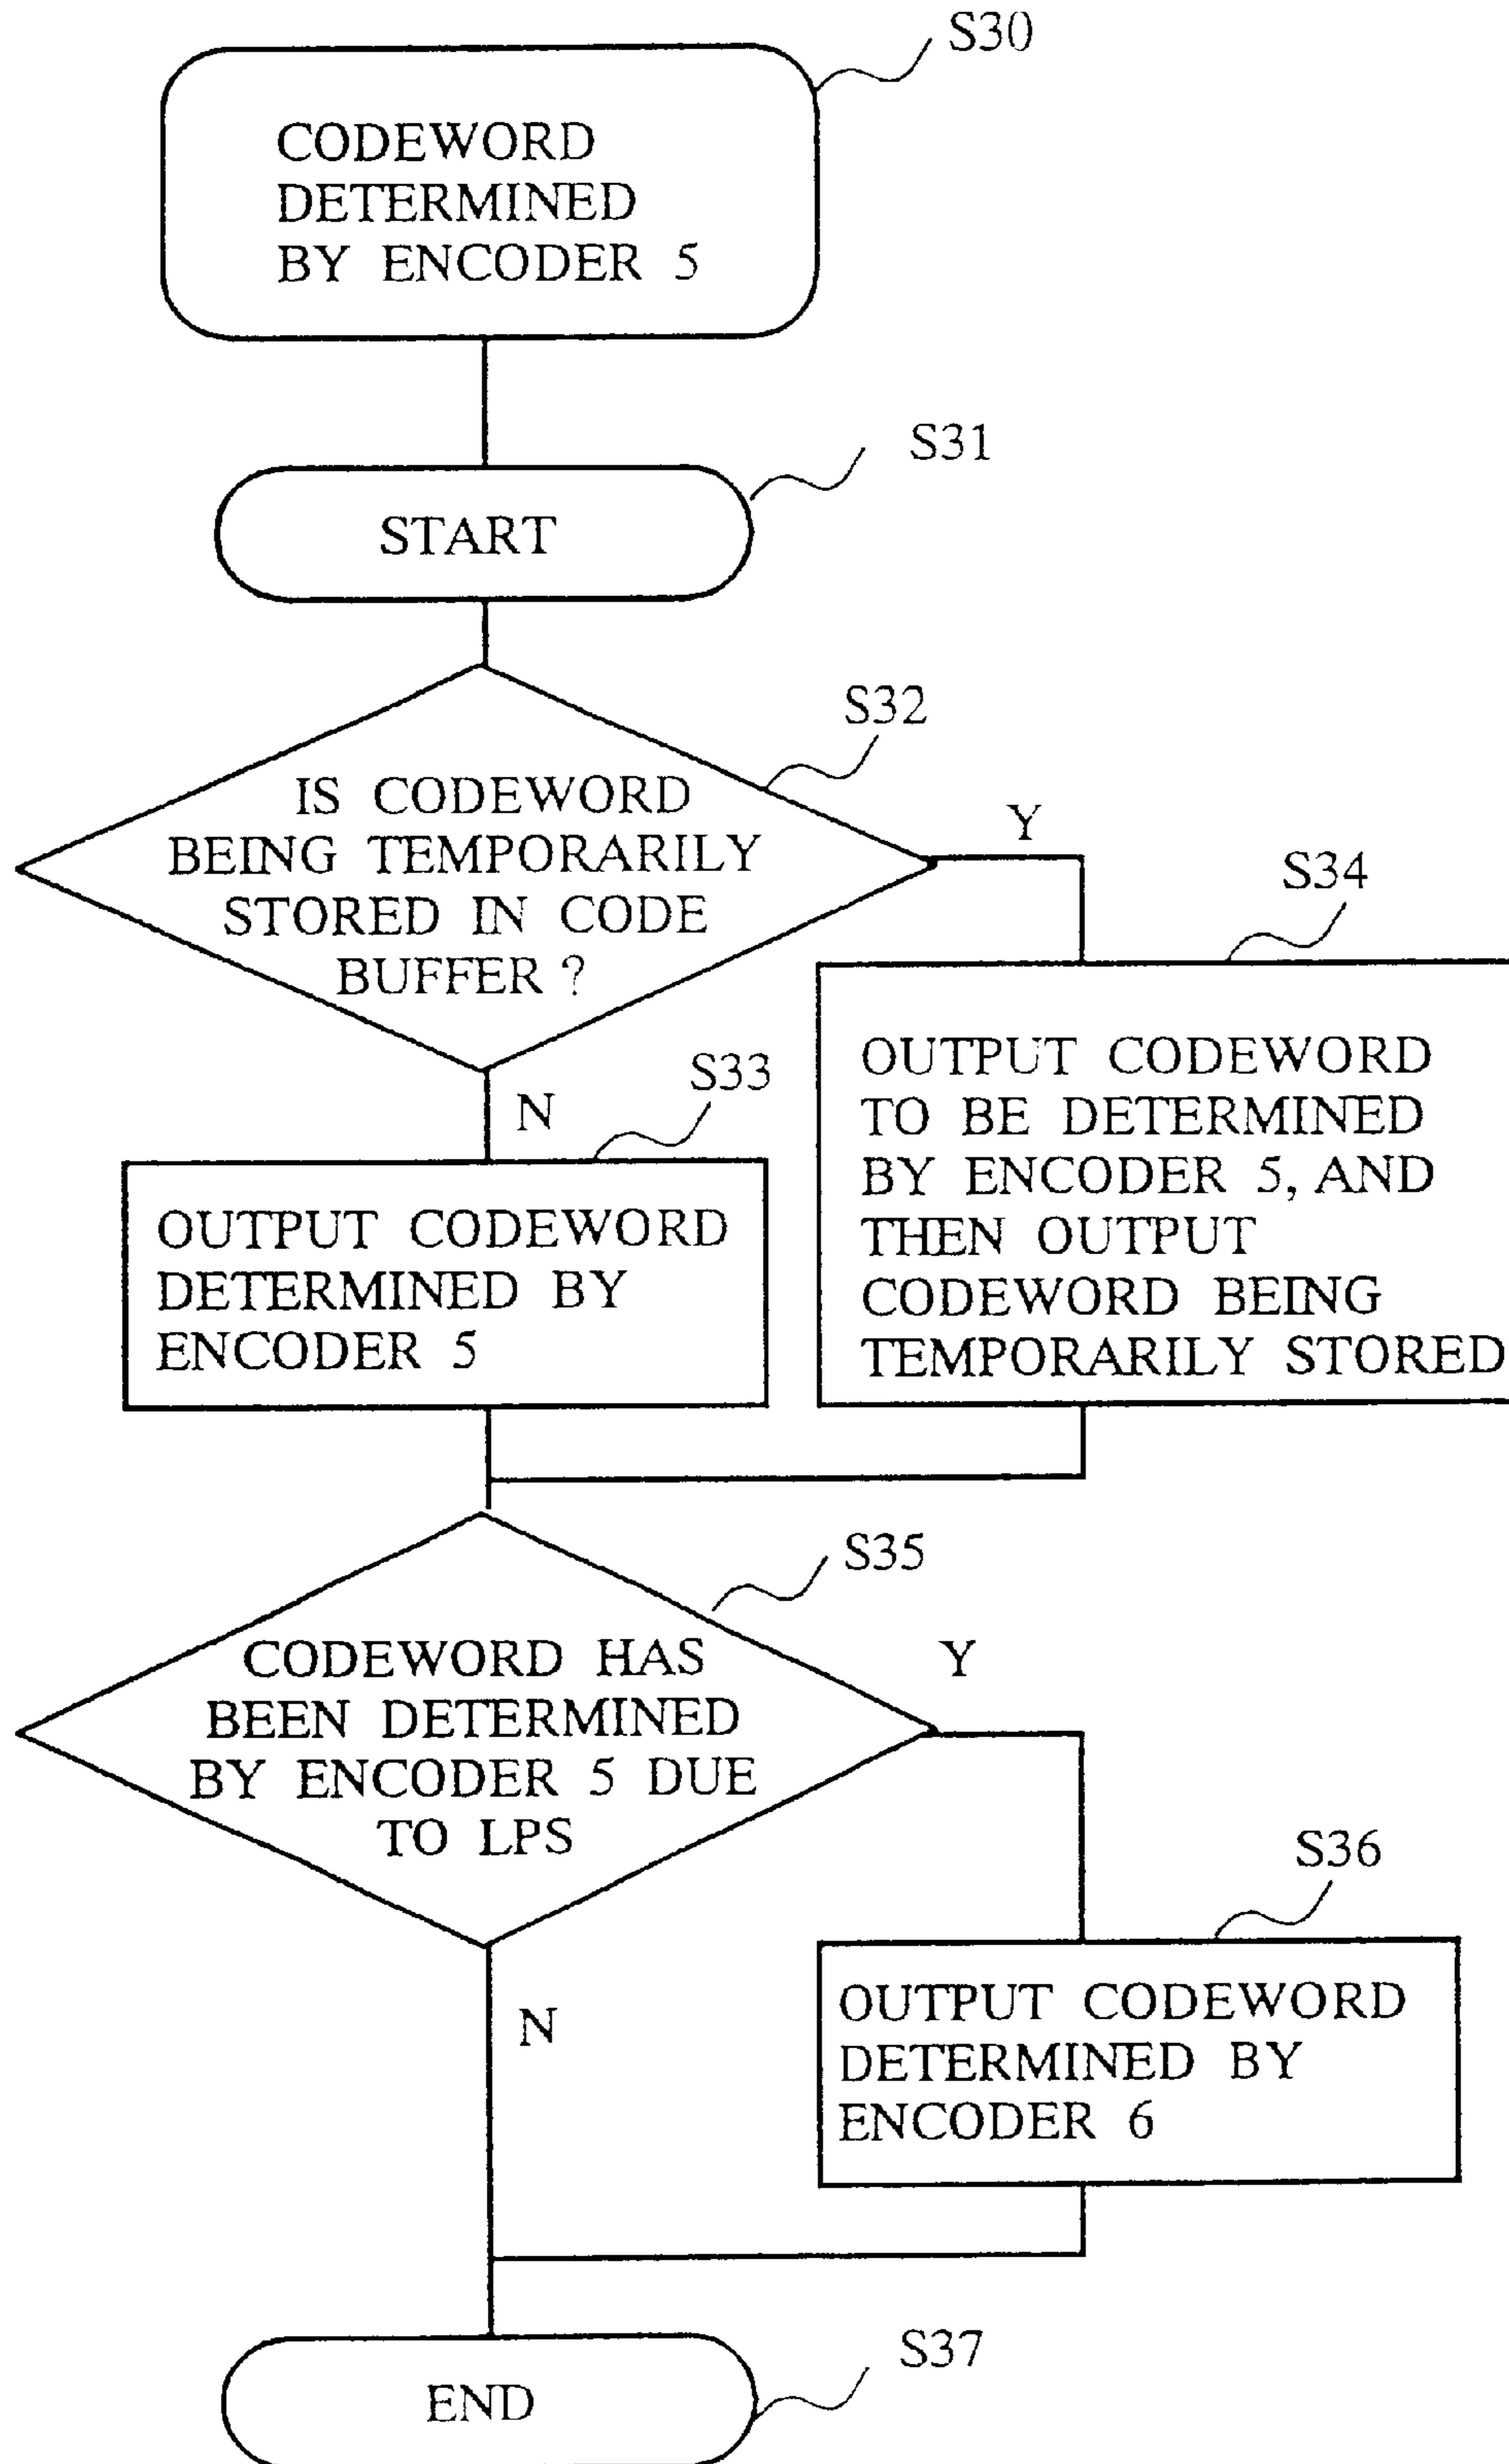 S30
CODEWORD
DETERMINED
BY ENCODER 5
S31
START
S32
IS CODEWORD
BEING TEMPORARILY
STORED IN CODE
BUFFER ?
Y
S34
OUTPUT CODEWORD
TO BE DETERMINED
BY ENCODER 5, AND
THEN OUTPUT
CODEWORD BEING
TEMPORARILY STORED
N
S33
OUTPUT CODEWORD
DETERMINED BY
ENCODER 5
S35
CODEWORD HAS
BEEN DETERMINED
BY ENCODER 5 DUE
TO LPS
Y
S36
OUTPUT CODEWORD
DETERMINED BY
ENCODER 6
N
S37
END